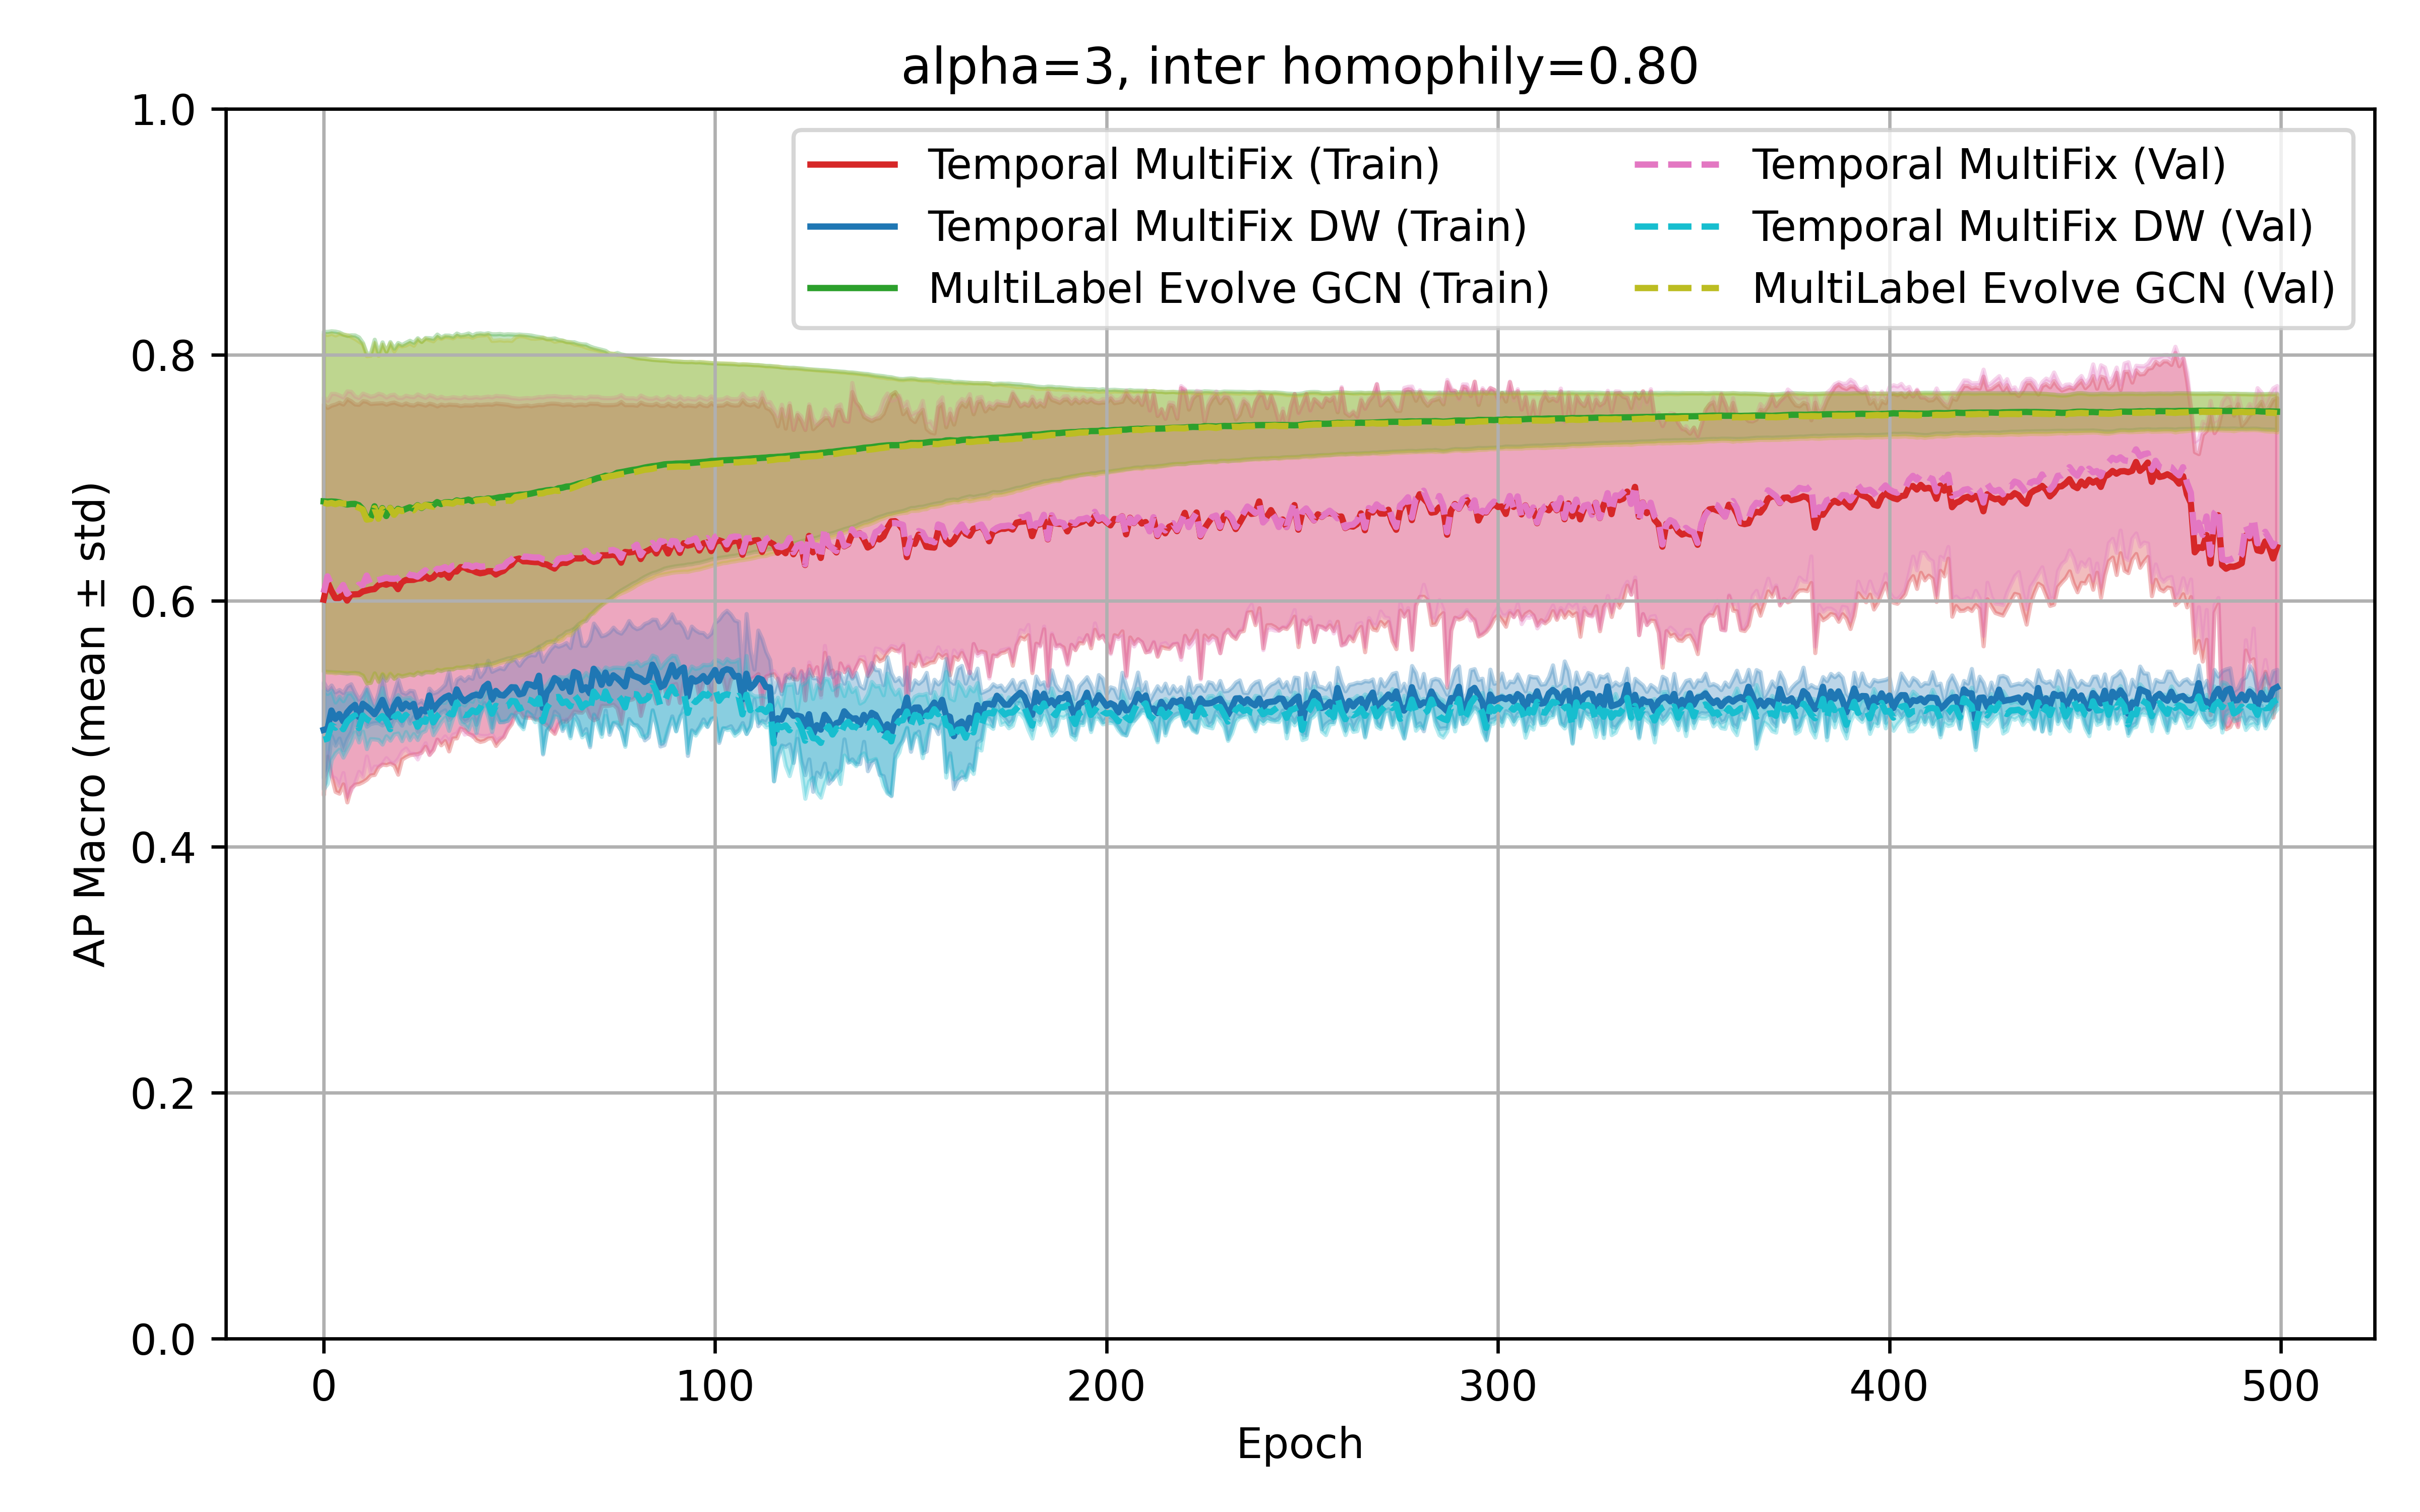 alpha=3, inter homophily=0.80
1.0
0.8
0.6
0.4
0.2
0.0
AP Macro (mean ± std)
Temporal MultiFix (Train)
Temporal MultiFix DW (Train)
MultiLabel Evolve GCN (Train)
Temporal MultiFix (Val)
Temporal MultiFix DW (Val)
MultiLabel Evolve GCN (Val)
0 100 200 300 400 500
Epoch